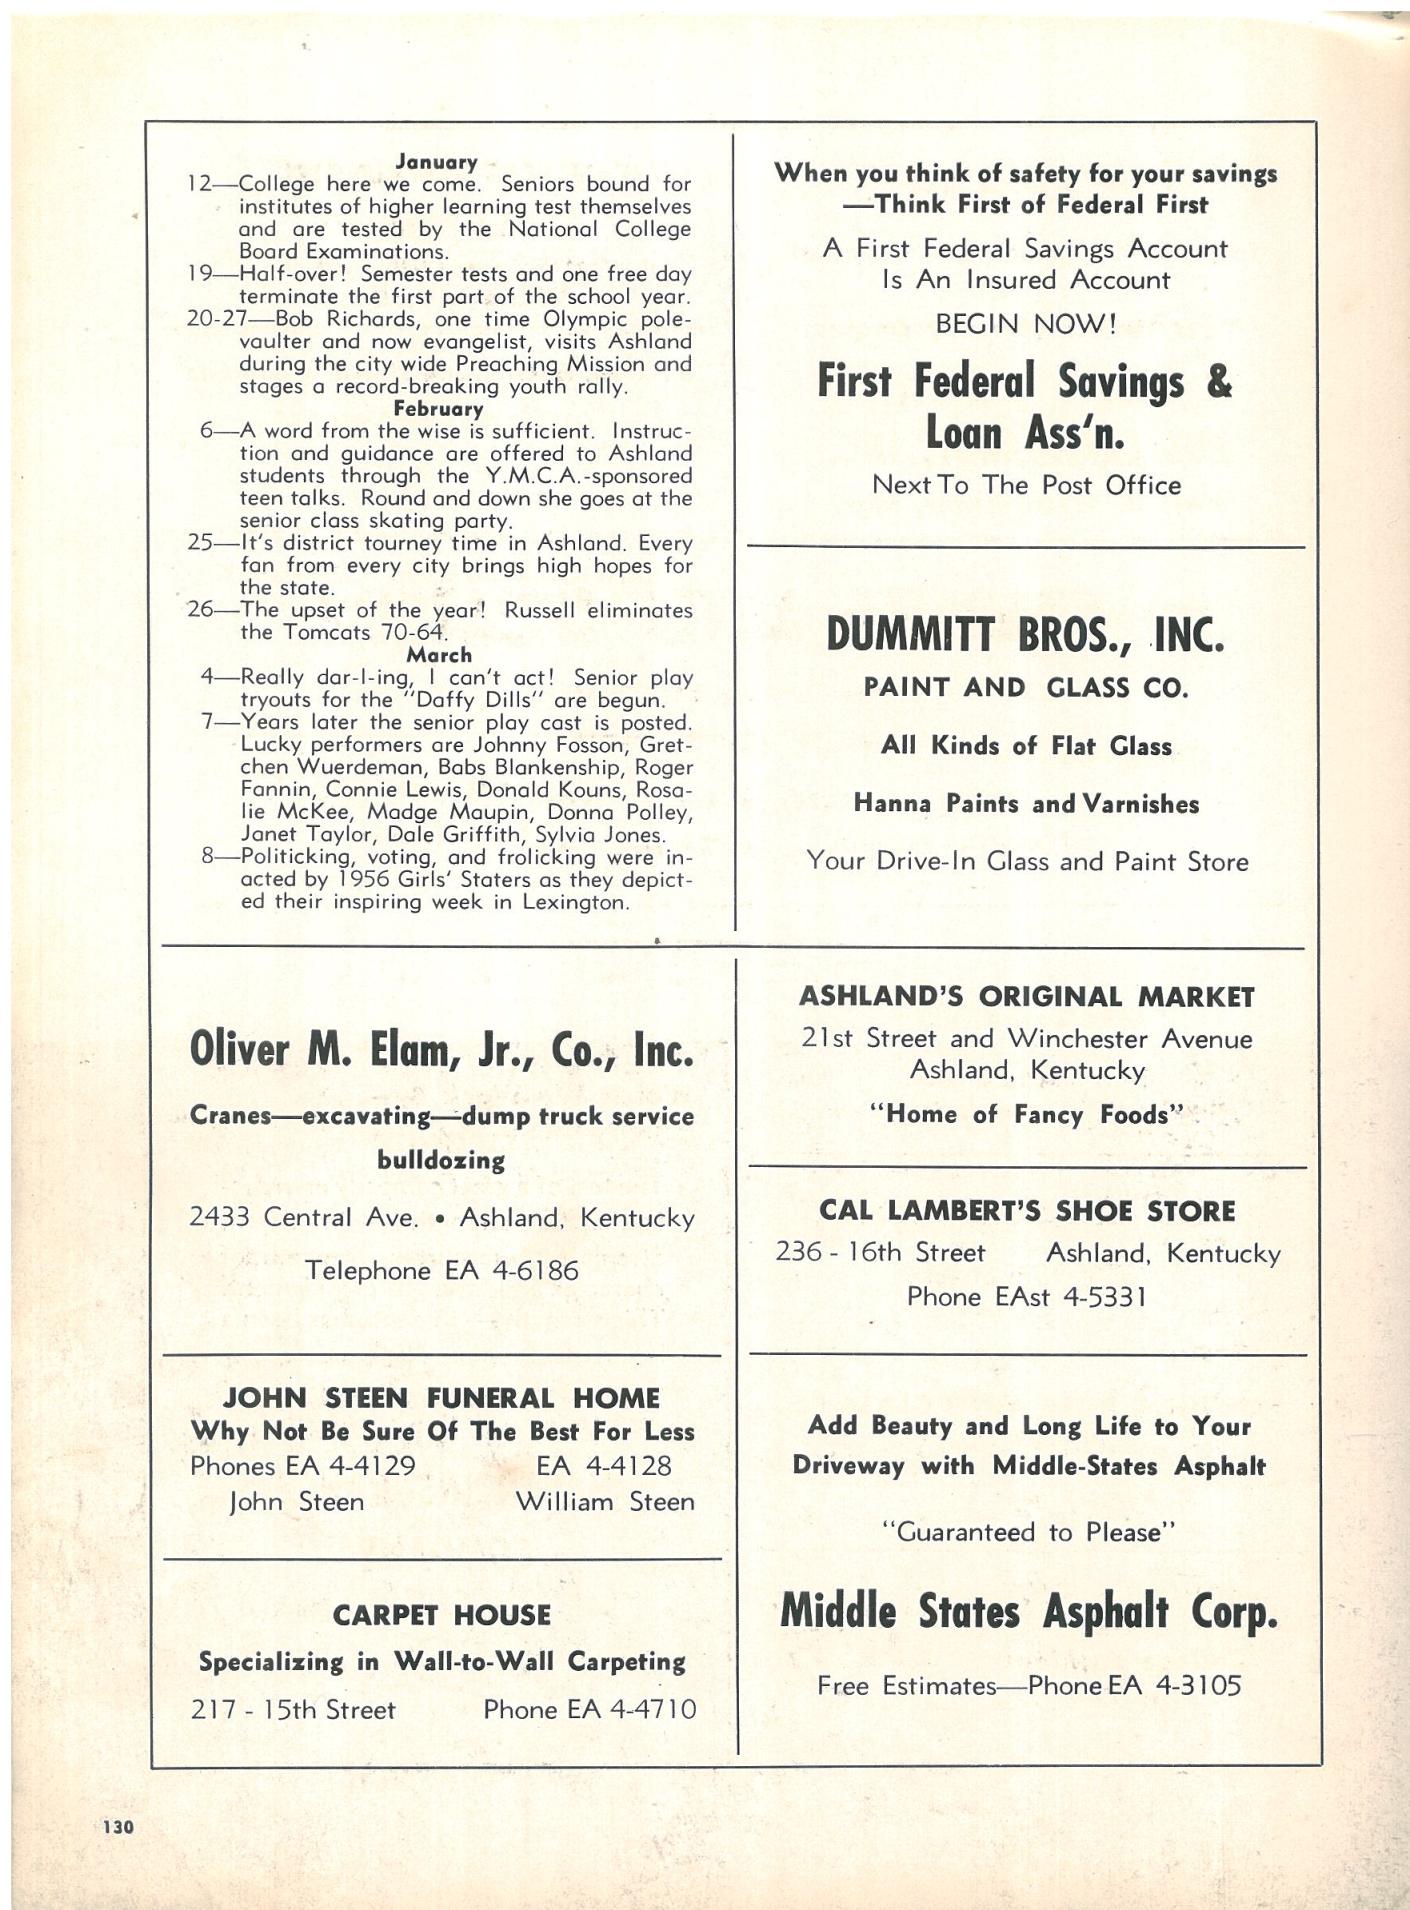 January
12—College here we come. Seniors bound for
institutes of higher learning test themselves
and are tested by the National College
Board Examinations.
19—Half-over! Semester tests and one free day
terminate the first part of the school year.
20-27—Bob Richards, one time Olympic pole-
vaulter and now evangelist, visits Ashland
during the city wide Preaching Mission and
stages a record-breaking youth rally.
February
6—A word from the wise is sufficient. Instruc-
tion and guidance are offered to Ashland
students through the Y.M.C.A.-sponsored
teen talks. Round and down she goes at the
senior class skating party.
25—It's district tourney time in Ashland. Every
fan from every city brings high hopes for
the state.
26—The upset of the year! Russell eliminates
the Tomcats 70-64.
March
4—Really dar-l-ing, I can't act! Senior play
tryouts for the "Daffy Dills" are begun.
7—Years later the senior play cast is posted.
Lucky performers are Johnny Fosson, Gret-
chen Wuerdeman, Babs Blankenship, Roger
Fannin, Connie Lewis, Donald Kouns, Rosa-
lie McKee, Madge Maupin, Donna Polley,
Janet Taylor, Dale Griffith, Sylvia Jones.
8—Politicking, voting, and frolicking were in-
acted by 1956 Girls' Staters as they depict-
ed their inspiring week in Lexington.
When you think of safety for your savings
—Think First of Federal First
A First Federal Savings Account
Is An Insured Account
BEGIN NOW!
First Federal Savings &
Loan Ass'n.
Next To The Post Office
DUMMITT BROS., INC.
PAINT AND GLASS CO.
All Kinds of Flat Glass
Hanna Paints and Varnishes
Your Drive-In Glass and Paint Store
Oliver M. Elam, Jr., Co., Inc.
Cranes—excavating—dump truck service
bulldozing
2433 Central Ave. • Ashland, Kentucky
Telephone EA 4-6186
JOHN STEEN FUNERAL HOME
Why Not Be Sure Of The Best For Less
Phones EA 4-4129 EA 4-4128
John Steen William Steen
CARPET HOUSE
Specializing in Wall-to-Wall Carpeting
217 - 15th Street Phone EA 4-4710
ASHLAND'S ORIGINAL MARKET
21st Street and Winchester Avenue
Ashland, Kentucky
"Home of Fancy Foods"
CAL LAMBERT'S SHOE STORE
236 - 16th Street Ashland, Kentucky
Phone EAst 4-5331
Add Beauty and Long Life to Your
Driveway with Middle-States Asphalt
"Guaranteed to Please"
Middle States Asphalt Corp.
Free Estimates—Phone EA 4-3105
130